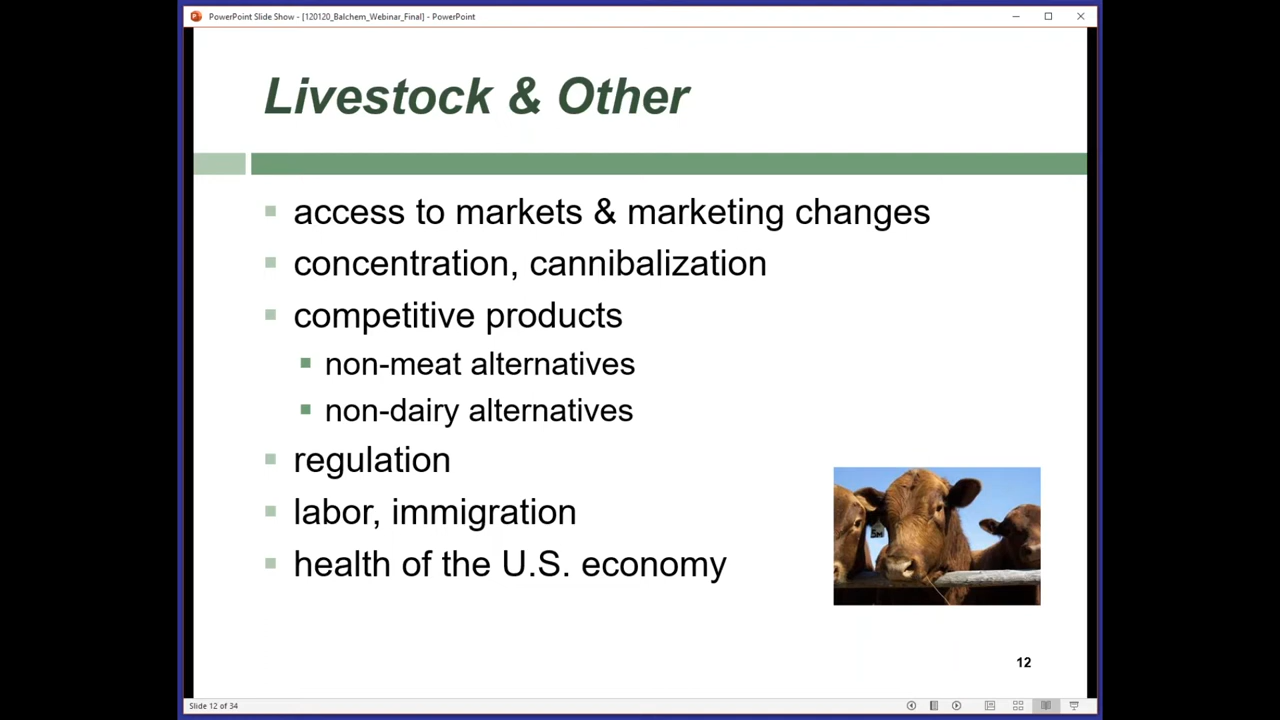 PowerPoint Slide Show - [120120_Balchem_Webinar_Final] - PowerPoint
Livestock & Other
access to markets & marketing changes
concentration, cannibalization
competitive products
non-meat alternatives
non-dairy alternatives
regulation
labor, immigration
health of the U.S. economy
12
Slide 12 of 34